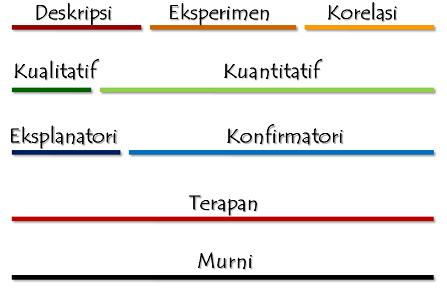 Deskripsi Eksperimen Korelasi
Kualitatif Kuantitatif
Eksplanatori Konfirmatori
Terapan
Murni